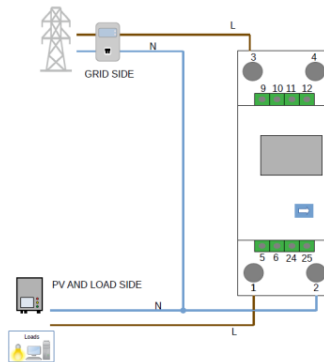 L
N
GRID SIDE
3 4
9 10 11 12
5 6 24 25
1 2
PV AND LOAD SIDE
N
Loads
L